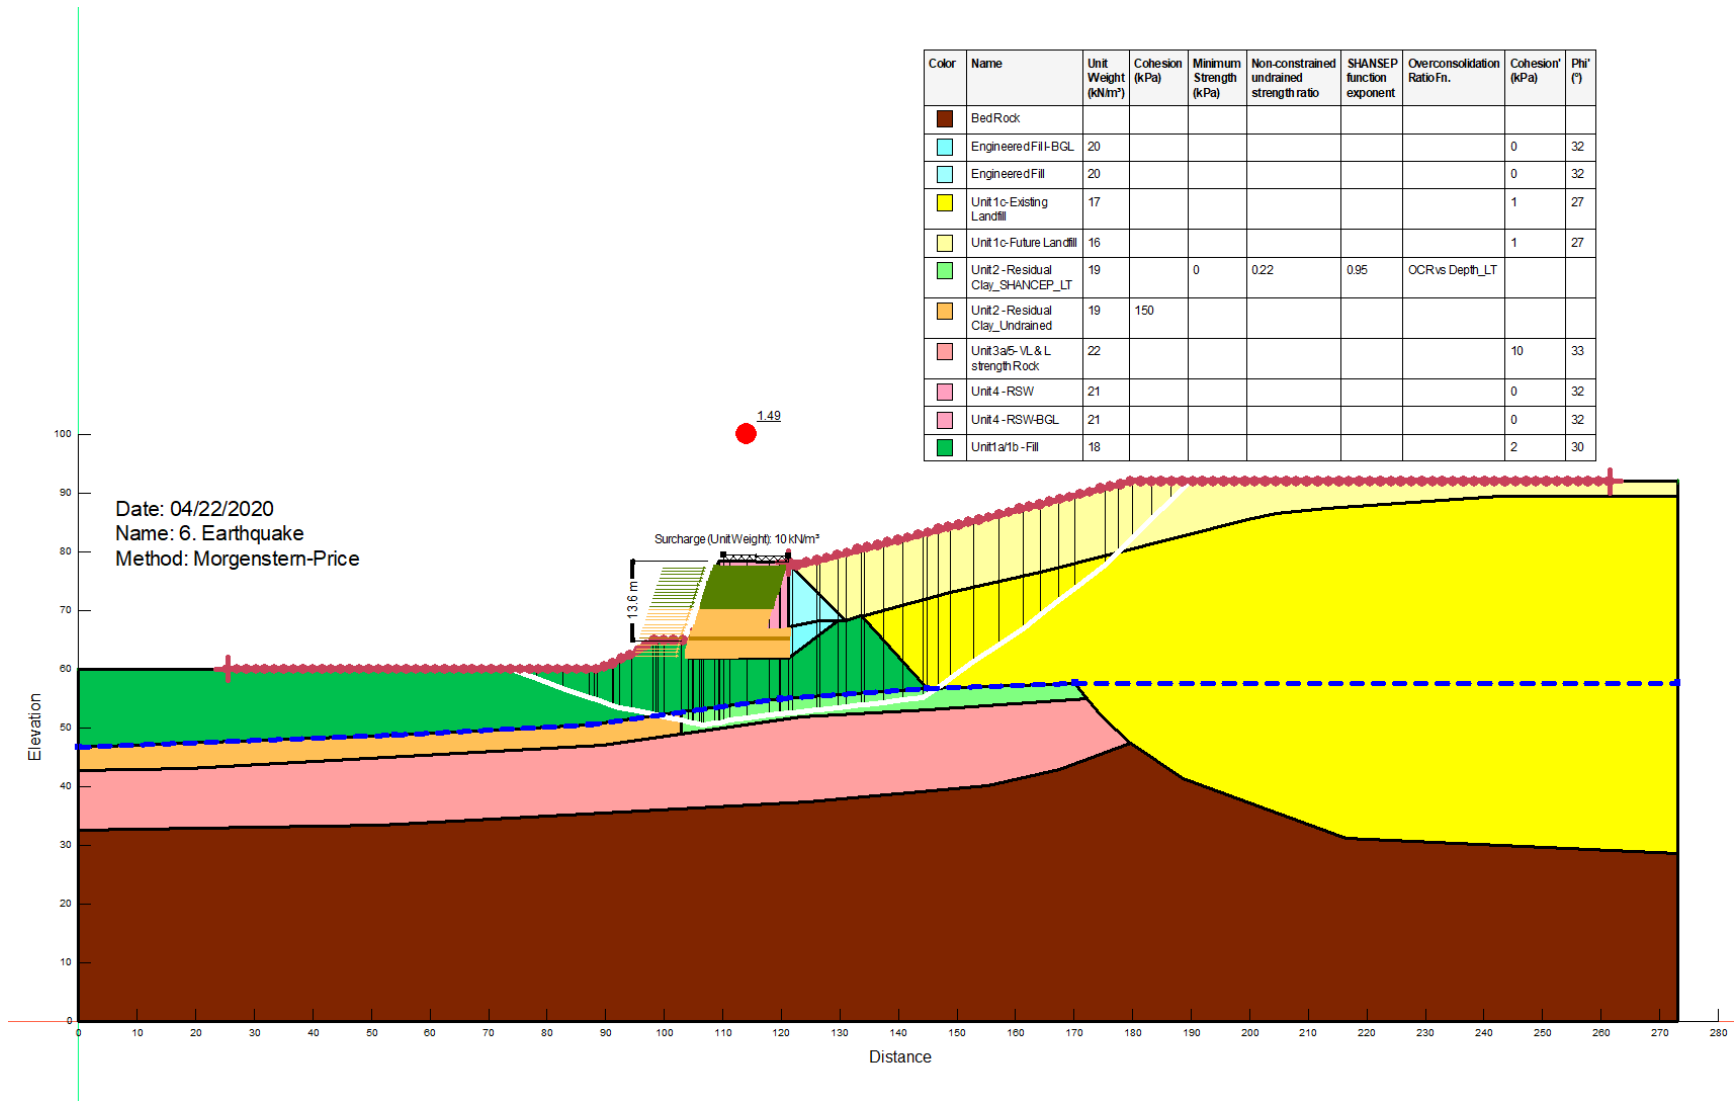 Color Name Unit Weight (kN/m³) Cohesion (kPa) Minimum Strength (kPa) Non-constrained undrained strength ratio SHANSEP function exponent Overconsolidation Ratio Fn. Cohesion' (kPa) Phi' (°)
Bed Rock
Engineered Fill-BGL 20 0 32
Engineered Fill 20 0 32
Unit 1c-Existing Landfill 17 1 27
Unit 1c-Future Landfill 16 1 27
Unit 2 - Residual Clay_SHANCEP_LT 19 0 0.22 0.95 OCR vs Depth_LT
Unit 2 - Residual Clay_Undrained 19 150
Unit 3a/5- VL & L strength Rock 22 10 33
Unit 4 - RSW 21 0 32
Unit 4 - RSW-BGL 21 0 32
Unit1a/1b - Fill 18 2 30
1.49
Date: 04/22/2020
Name: 6. Earthquake
Method: Morgenstern-Price
Surcharge (Unit Weight): 10 kN/m³
13.6 m
Elevation
100
90
80
70
60
50
40
30
20
10
0
0 10 20 30 40 50 60 70 80 90 100 110 120 130 140 150 160 170 180 190 200 210 220 230 240 250 260 270 280
Distance